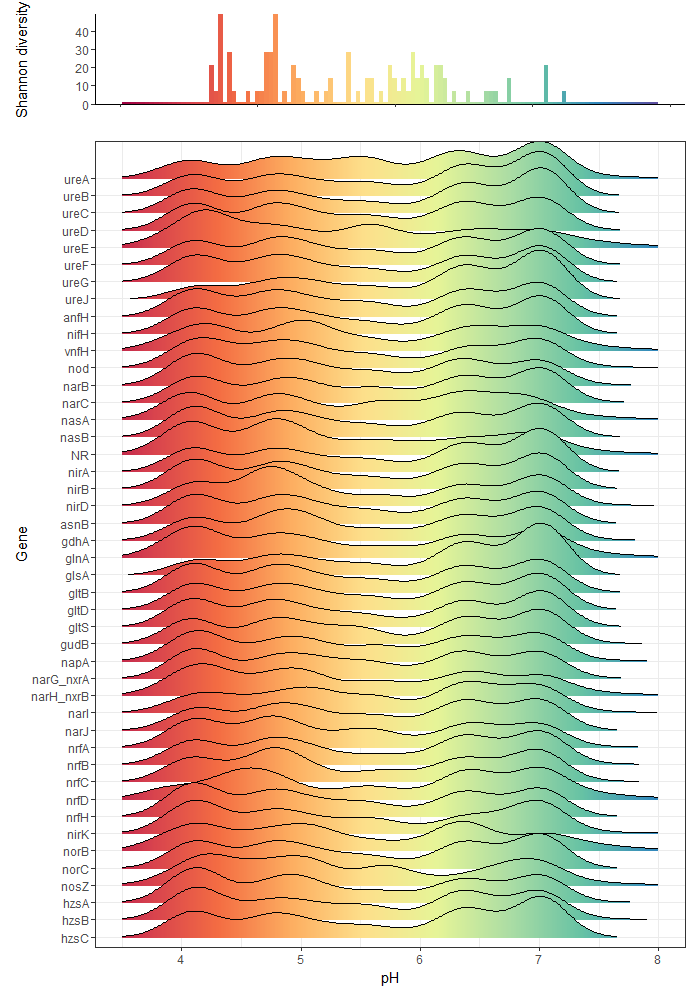 Shannon diversity
40
30
20
10
0
Gene
ureA
ureB
ureC
ureD
ureE
ureF
ureG
ureJ
anfH
nifH
vnfH
nod
narB
narC
nasA
nasB
NR
nirA
nirB
nirD
asnB
gdhA
glnA
glsA
gltB
gltD
gltS
gudB
napA
narG_nxrA
narH_nxrB
narI
narJ
nrfA
nrfB
nrfC
nrfD
nrfH
nirK
norB
norC
nosZ
hzsA
hzsB
hzsC
4 5 6 7 8
pH